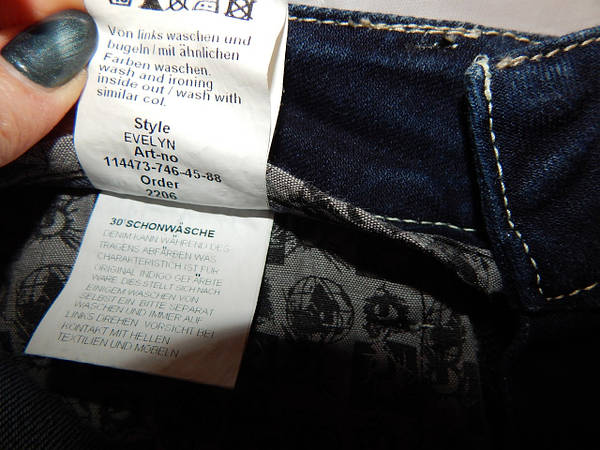 Von links waschen und
bügeln / mit ähnlichen
Farben waschen.
wash and ironing
inside out / wash with
similar col.
Style
EVELYN
Art-no
114473-746-45-88
Order
2206
30°SCHONWÄSCHE
DENIM KANN WÄHREND DES
TRAGENS ABFÄRBEN WAS
CHARAKTERISTISCH IST FÜR
ORIGINAL INDIGO GEFÄRBTE
WARE DIES STELLT SICH NACH
EINIGEM WASCHEN VON
SELBST EIN. BITTE SEPARAT
WASCHEN UND IMMER AUF
LINKS DREHEN VORSICHT BEI
KONTAKT MIT HELLEN
TEXTILIEN UND MÖBELN